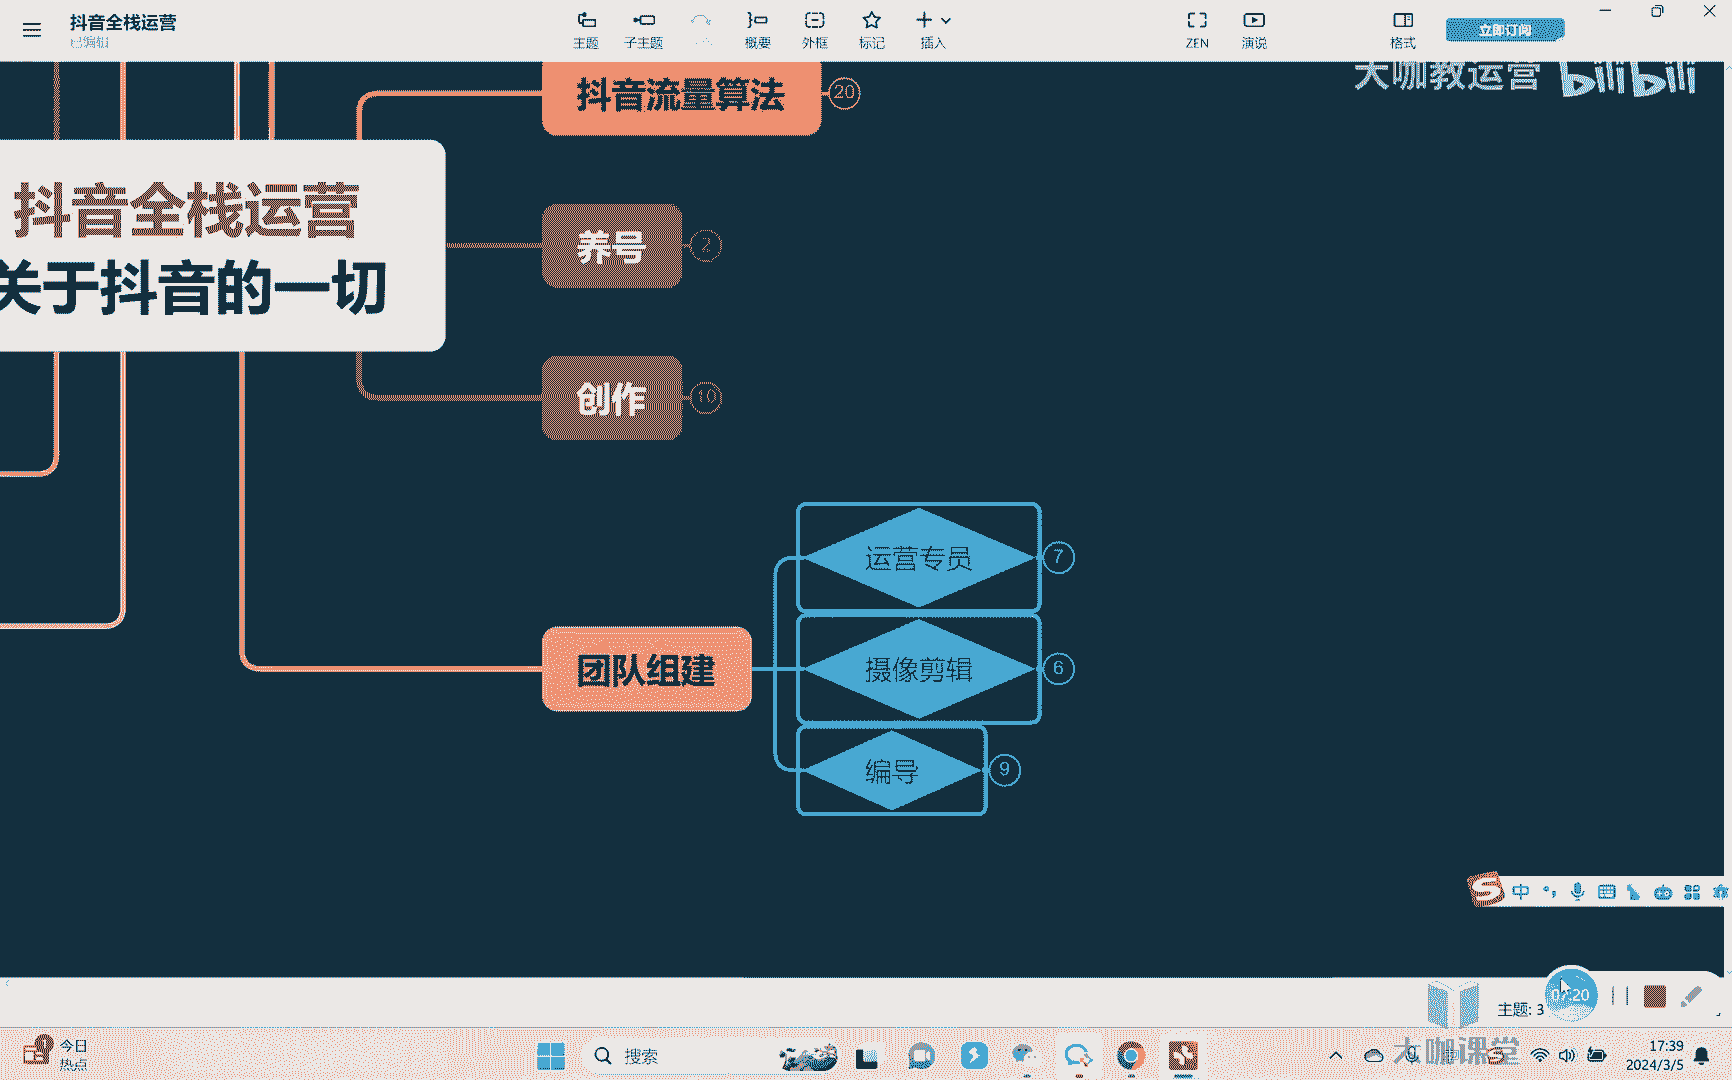 抖音全栈运营
已编辑
主题
子主题
概要
外框
标记
插入
ZEN
演说
格式
立即订阅
大咖教运营 bilibili
抖音流量算法
20
抖音全栈运营
关于抖音的一切
养号
2
创作
10
运营专员
7
团队组建
摄像剪辑
6
编导
9
中
07:20
主题: 3
今日
热点
搜索
大咖课堂
17:39
2024/3/5